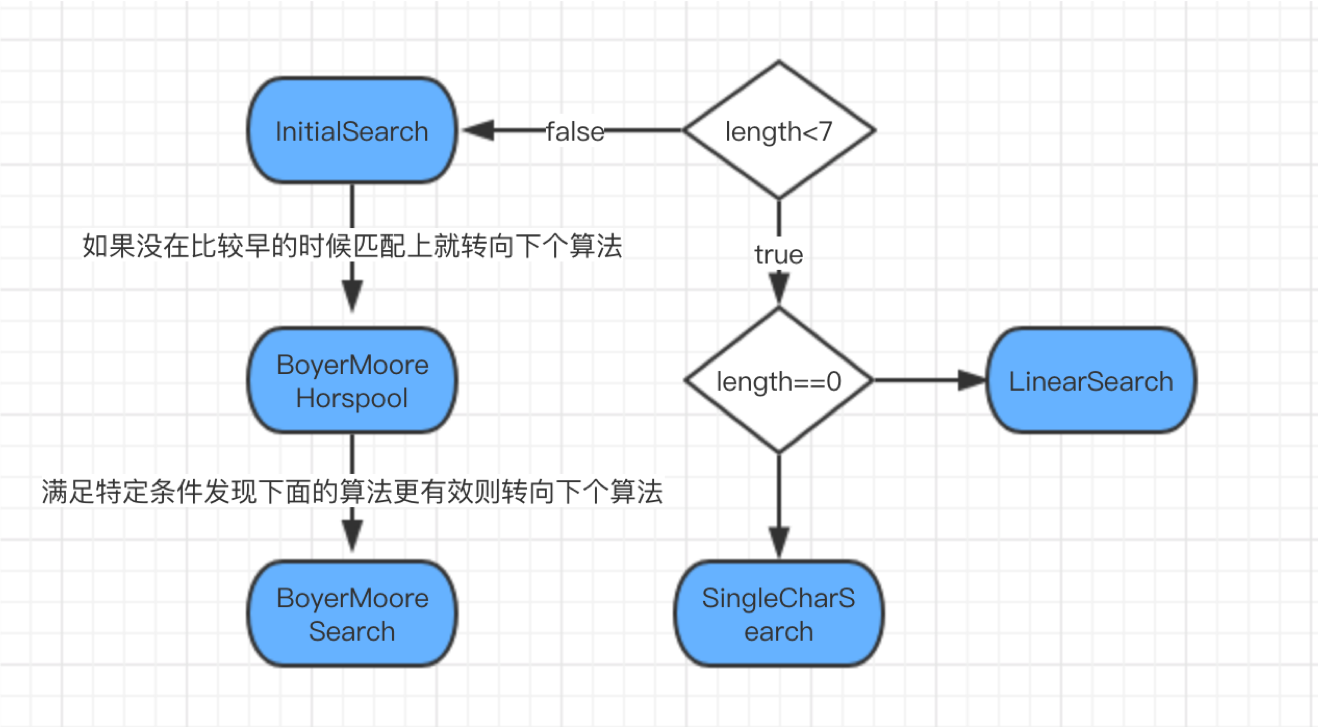 InitialSearch
false
length<7
如果没在比较早的时候匹配上就转向下个算法
true
BoyerMoore
Horspool
length==0
LinearSearch
满足特定条件发现下面的算法更有效则转向下个算法
BoyerMoore
Search
SingleCharS
earch